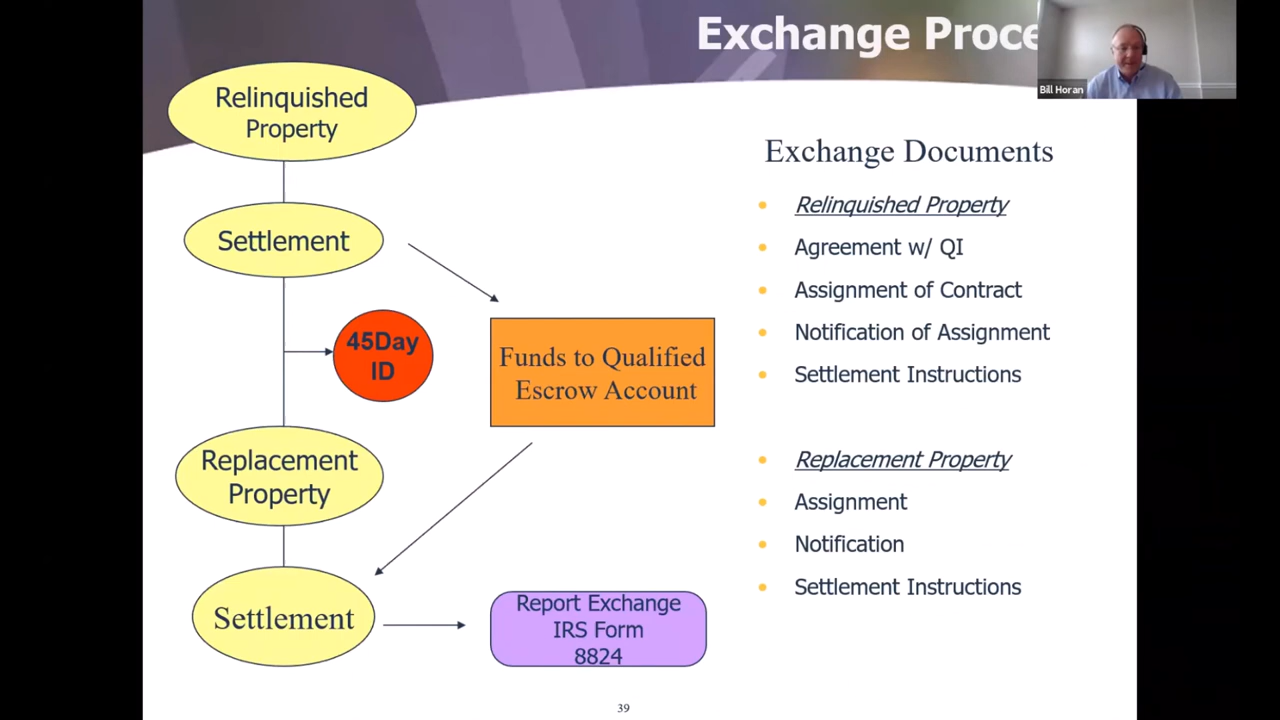 Exchange Proce
Bill Horan
Relinquished
Property
Settlement
45Day
ID
Funds to Qualified
Escrow Account
Replacement
Property
Settlement
Report Exchange
IRS Form
8824
Exchange Documents
Relinquished Property
Agreement w/ QI
Assignment of Contract
Notification of Assignment
Settlement Instructions
Replacement Property
Assignment
Notification
Settlement Instructions
39